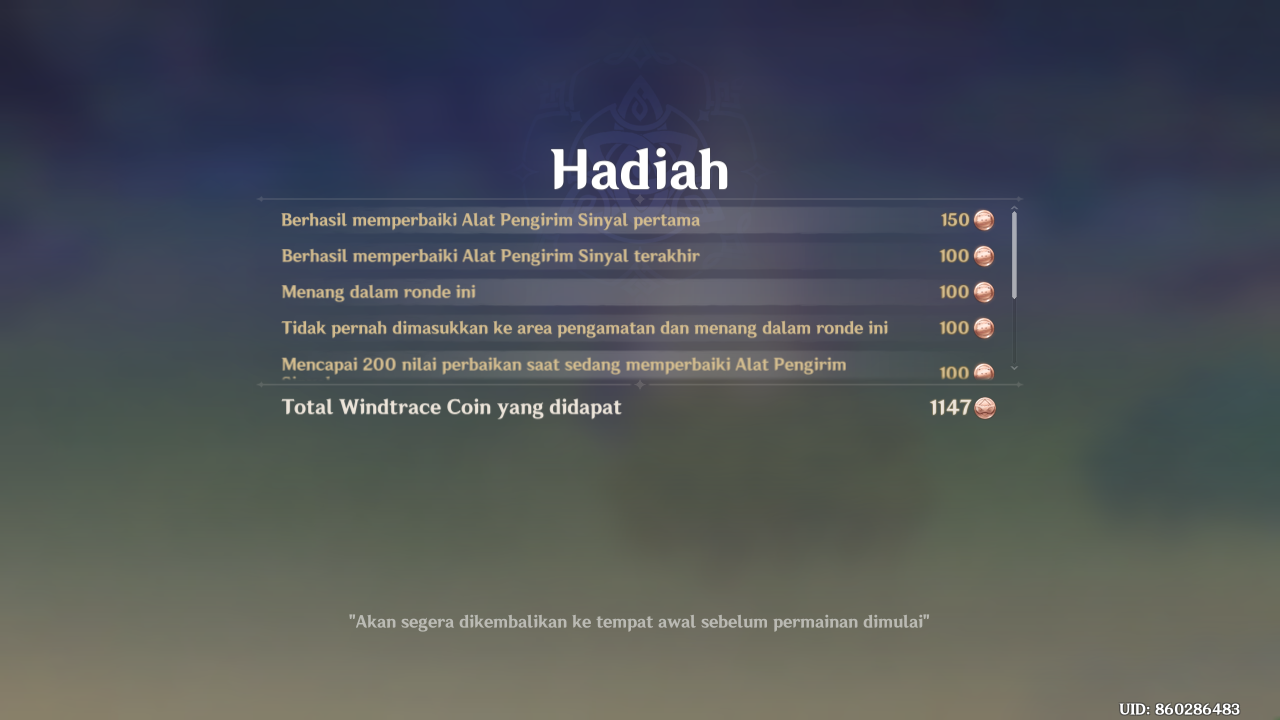 Hadiah
Berhasil memperbaiki Alat Pengirim Sinyal pertama 150
Berhasil memperbaiki Alat Pengirim Sinyal terakhir 100
Menang dalam ronde ini 100
Tidak pernah dimasukkan ke area pengamatan dan menang dalam ronde ini 100
Mencapai 200 nilai perbaikan saat sedang memperbaiki Alat Pengirim 100
Total Windtrace Coin yang didapat 1147
"Akan segera dikembalikan ke tempat awal sebelum permainan dimulai"
UID: 860286483